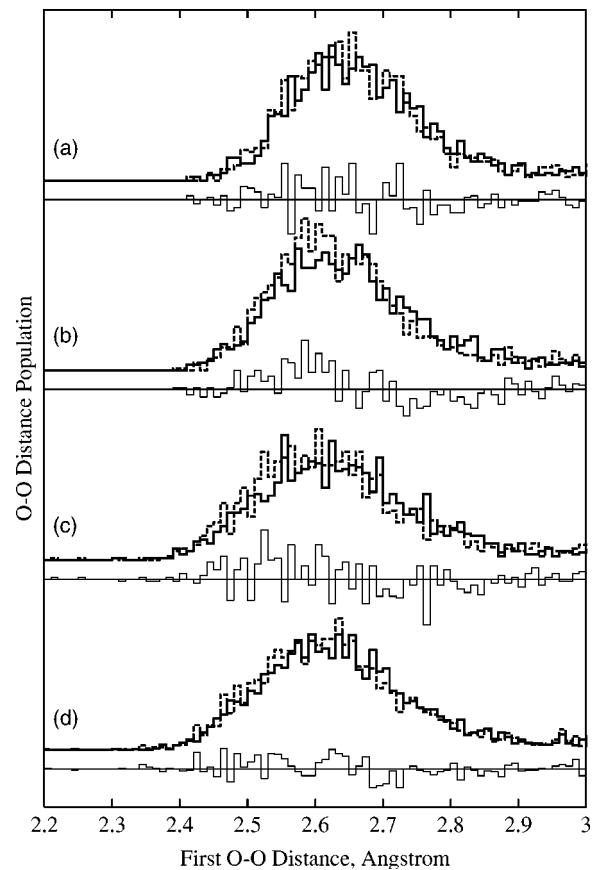 (a)
(b)
(c)
(d)
O-O Distance Population
2.2 2.3 2.4 2.5 2.6 2.7 2.8 2.9 3
First O-O Distance, Angstrom